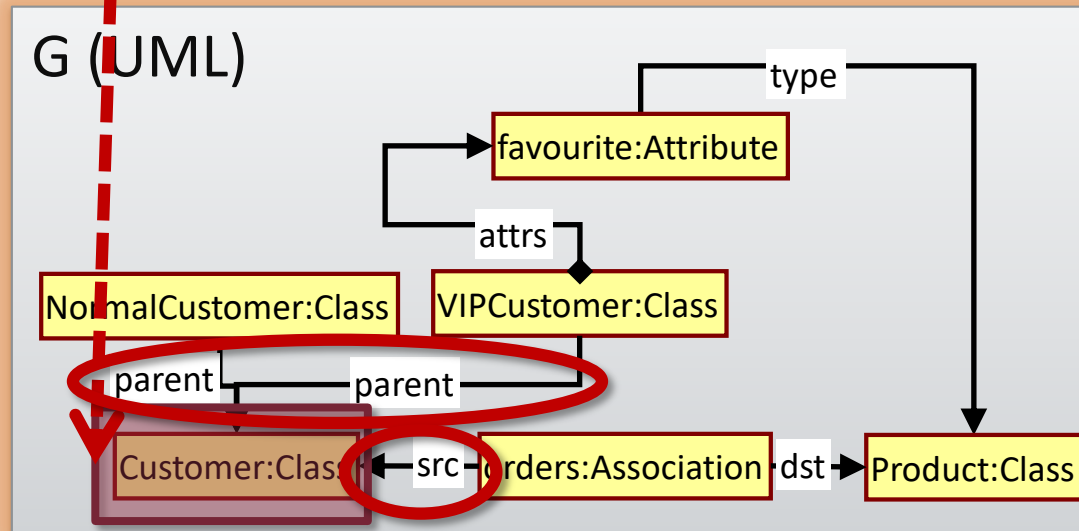 G (UML)
type
favourite:Attribute
attrs
NormalCustomer:Class
VIPCustomer:Class
parent
parent
Customer:Class
src
orders:Association
dst
Product:Class